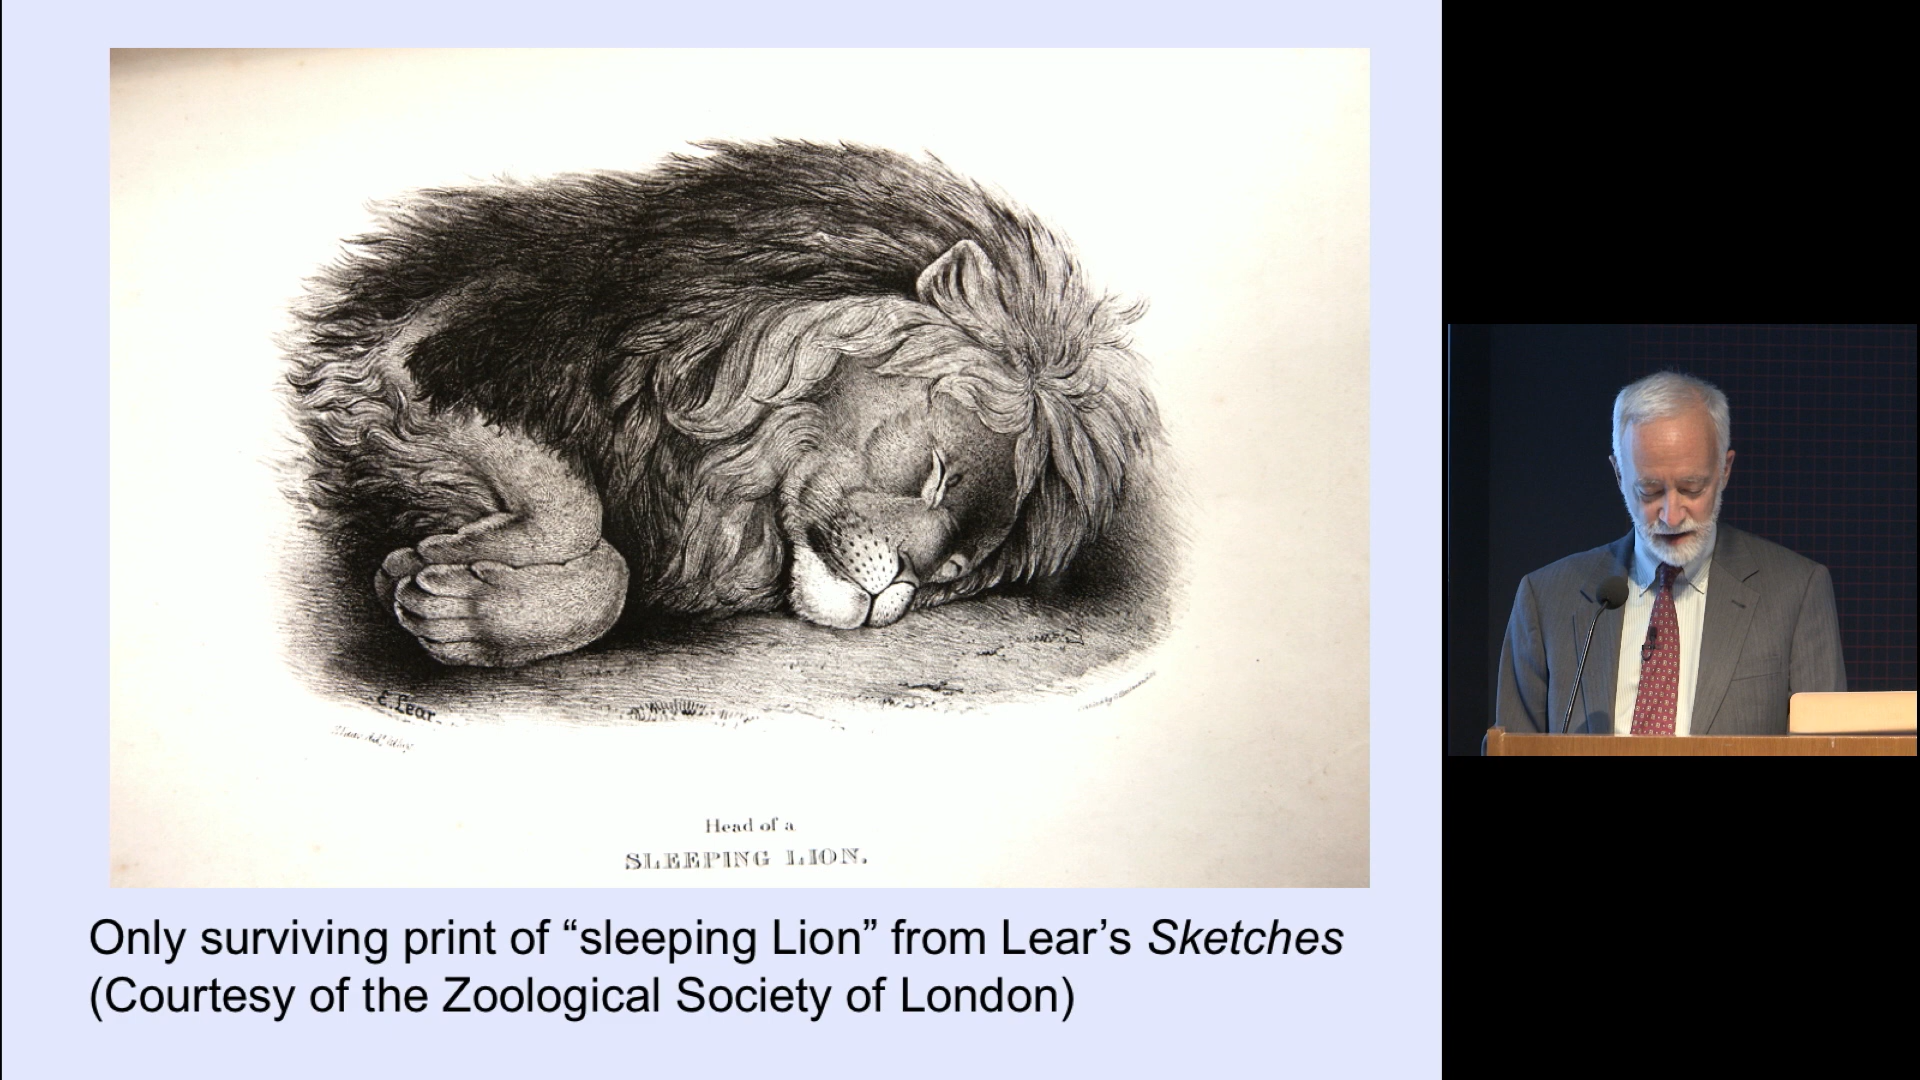 E. Lear
Head of a
SLEEPING LION.
Only surviving print of “sleeping Lion” from Lear’s Sketches
(Courtesy of the Zoological Society of London)